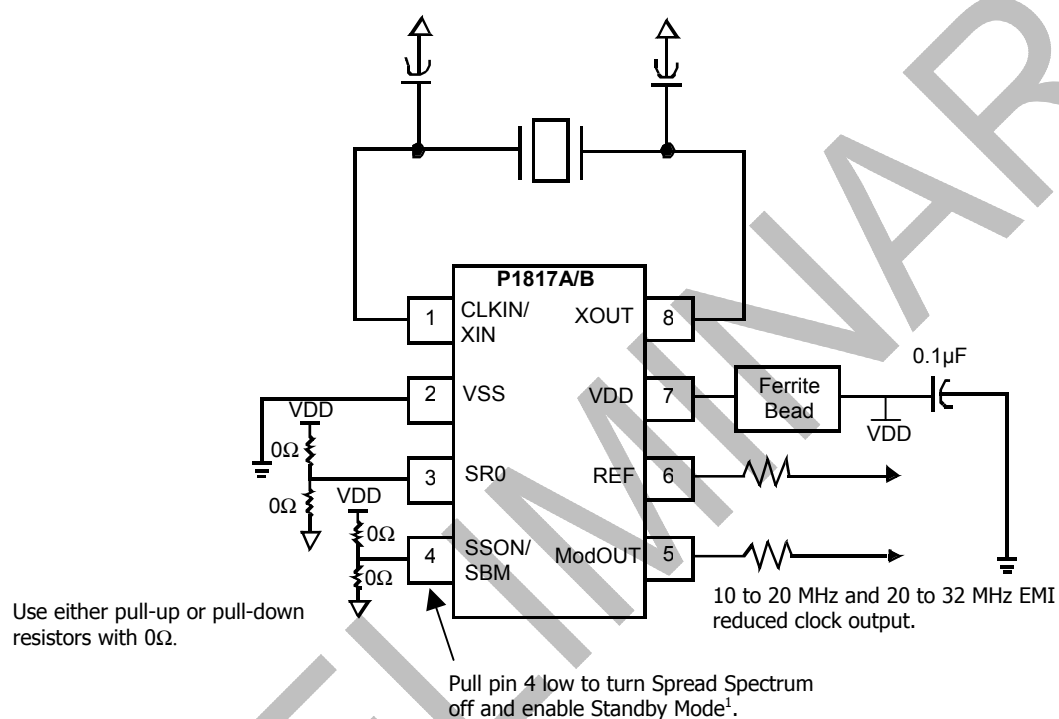 P1817A/B
1
CLKIN/
XIN
XOUT
8
0.1µF
2
VSS
VDD
7
Ferrite
Bead
VDD
VDD
0Ω
3
SR0
REF
6
0Ω
VDD
0Ω
4
SSON/
SBM
ModOUT
5
0Ω
Use either pull-up or pull-down
resistors with 0Ω.
10 to 20 MHz and 20 to 32 MHz EMI
reduced clock output.
Pull pin 4 low to turn Spread Spectrum
off and enable Standby Mode¹.
ELIMINAR